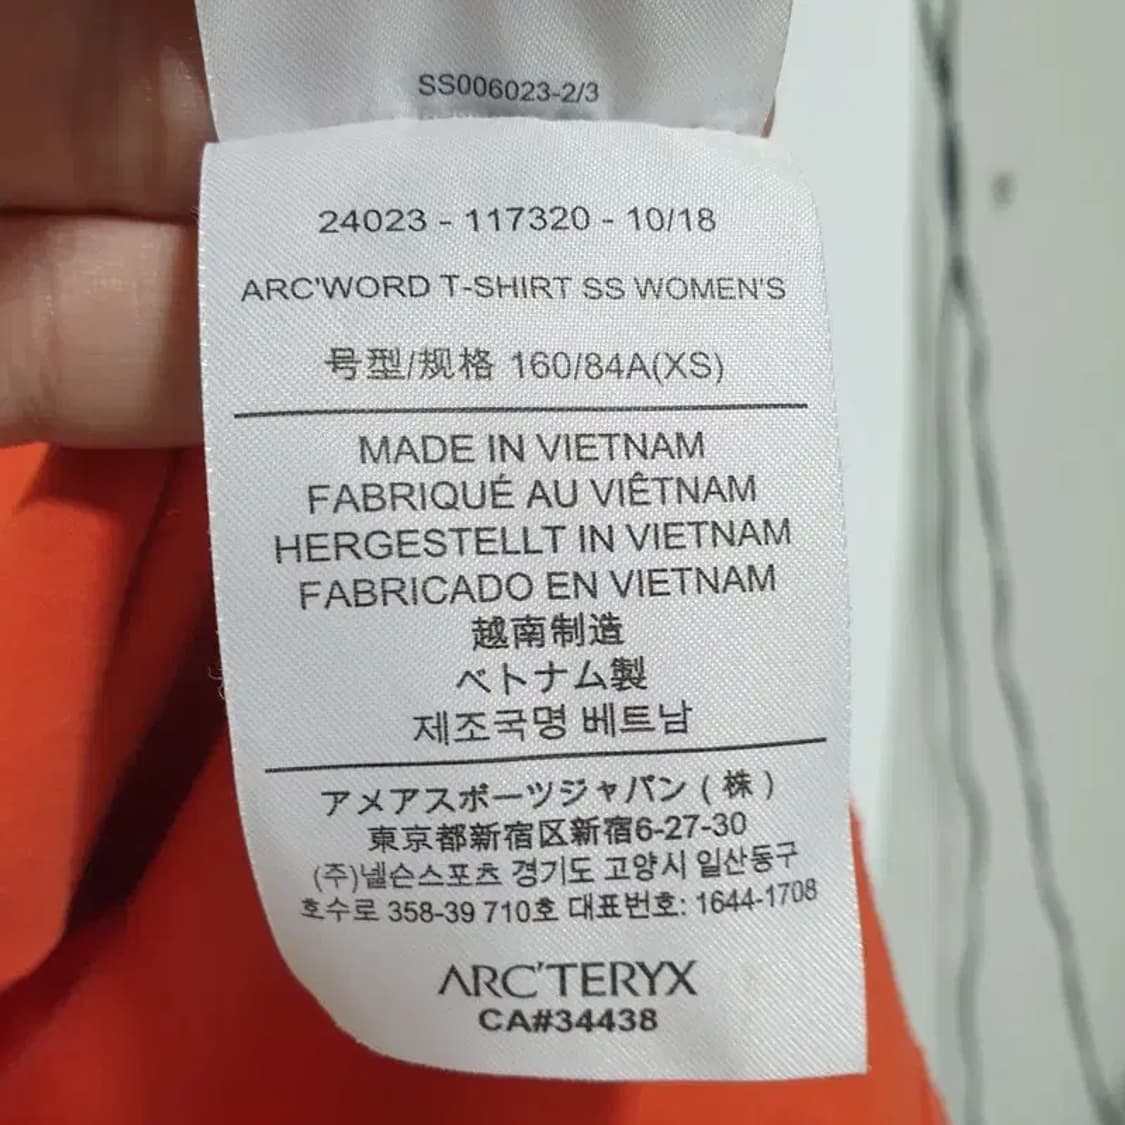 SS006023-2/3
24023 - 117320 - 10/18
ARC'WORD T-SHIRT SS WOMEN'S
号型/规格 160/84A(XS)
MADE IN VIETNAM
FABRIQUÉ AU VIÊTNAM
HERGESTELLT IN VIETNAM
FABRICADO EN VIETNAM
越南制造
ベトナム製
제조국명 베트남
アメアスポーツジャパン ( 株 )
東京都新宿区新宿6-27-30
(주)넬슨스포츠 경기도 고양시 일산동구
호수로 358-39 710호 대표번호: 1644-1708
ARC'TERYX
CA#34438